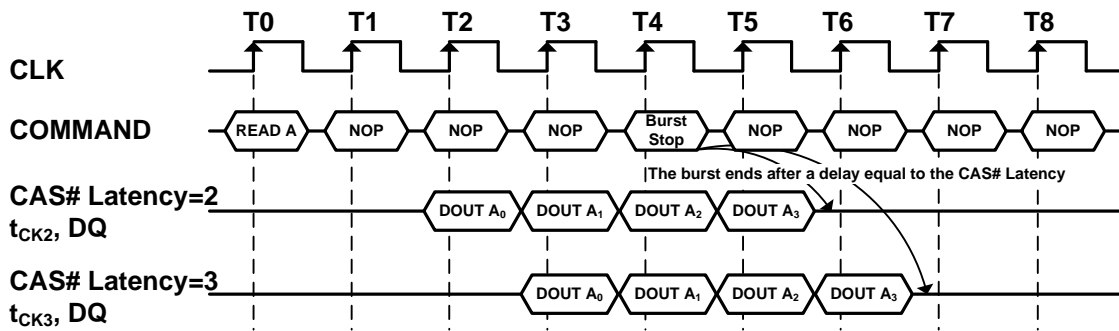 T0 T1 T2 T3 T4 T5 T6 T7 T8
CLK
COMMAND READ A NOP NOP NOP Burst Stop NOP NOP NOP NOP
The burst ends after a delay equal to the CAS# Latency
CAS# Latency=2
tCK2, DQ
DOUT A0 DOUT A1 DOUT A2 DOUT A3
CAS# Latency=3
tCK3, DQ
DOUT A0 DOUT A1 DOUT A2 DOUT A3